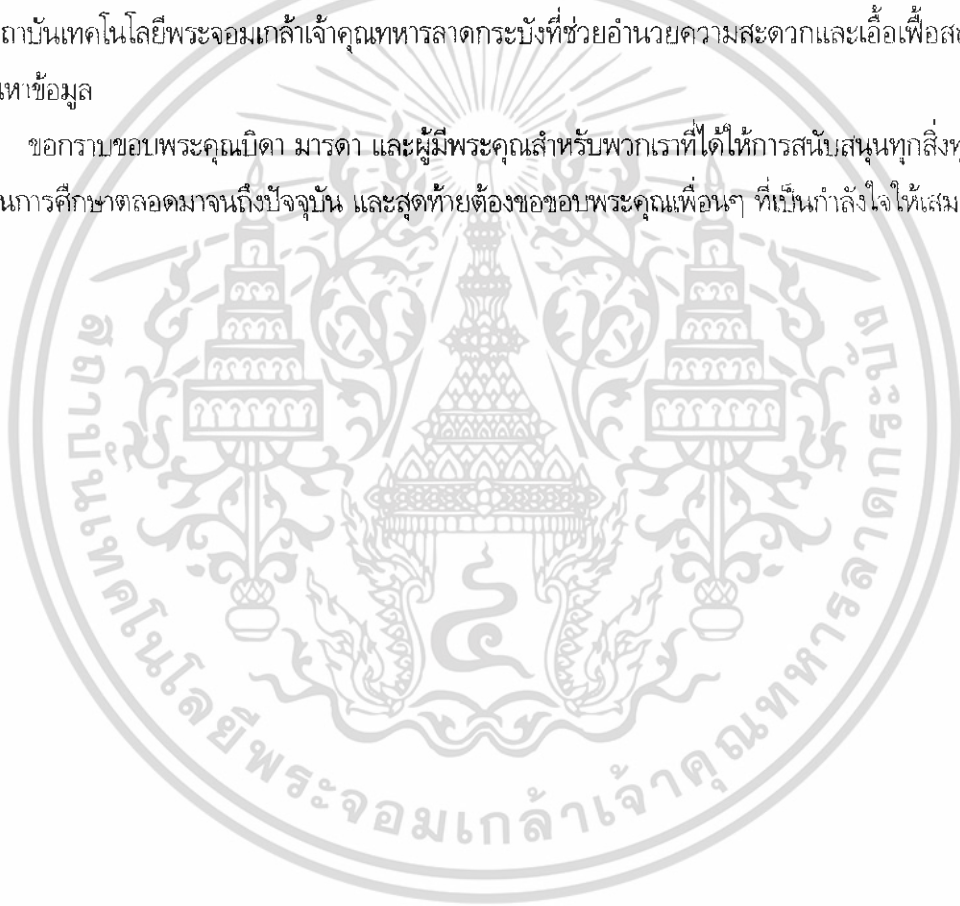 ถาบันเทคโนโลยีพระจอมเกล้าเจ้าคุณทหารลาดกระบังที่ช่วยอำนวยความสะดวกและเอื้อเฟื้อส
หาข้อมูล
ขอกราบขอบพระคุณบิดา มารดา และผู้มีพระคุณสำหรับพวกเราที่ได้ให้การสนับสนุนทุกสิ่งทุ
นการศึกษาตลอดมาจนถึงปัจจุบัน และสุดท้ายต้องขอขอบพระคุณเพื่อนๆ ที่เป็นกำลังใจให้เสม
สถาบันเทคโนโลยีพระจอมเกล้าเจ้าคุณทหารลาดกระบัง
๔